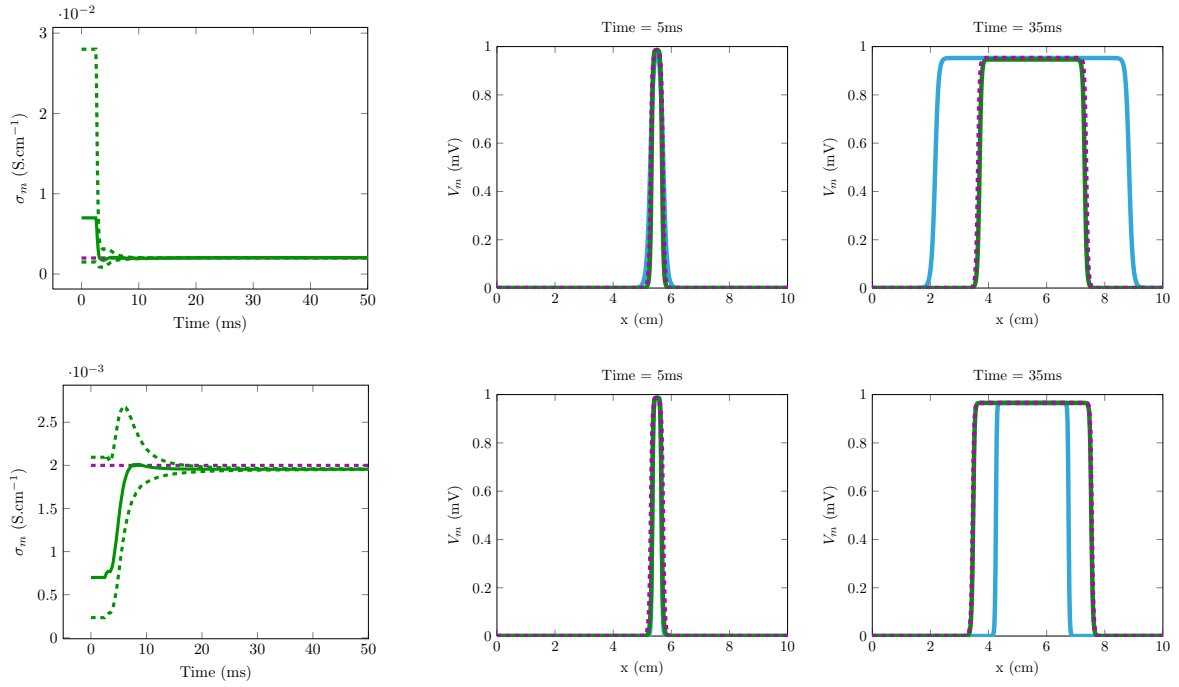 ·10⁻²
3
2
1
0
σₘ (S.cm⁻¹)
0 10 20 30 40 50
Time (ms)
Time = 5ms
1
0.8
0.6
0.4
0.2
0
Vₘ (mV)
0 2 4 6 8 10
x (cm)
Time = 35ms
1
0.8
0.6
0.4
0.2
0
Vₘ (mV)
0 2 4 6 8 10
x (cm)
·10⁻³
2.5
2
1.5
1
0.5
0
σₘ (S.cm⁻¹)
0 10 20 30 40 50
Time (ms)
Time = 5ms
1
0.8
0.6
0.4
0.2
0
Vₘ (mV)
0 2 4 6 8 10
x (cm)
Time = 35ms
1
0.8
0.6
0.4
0.2
0
Vₘ (mV)
0 2 4 6 8 10
x (cm)